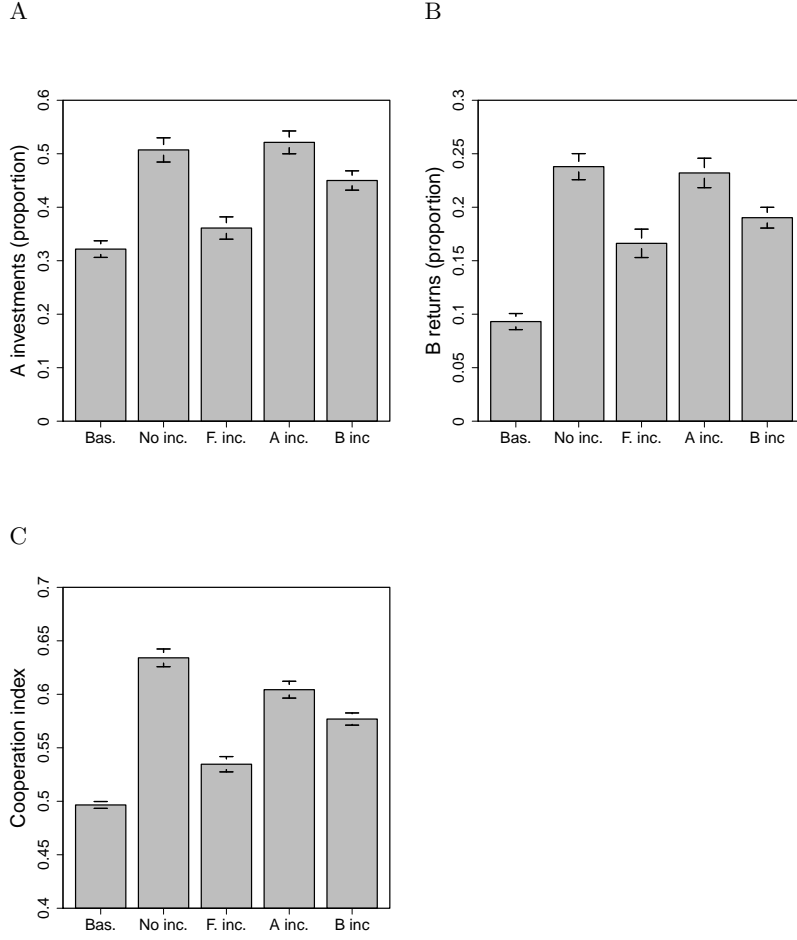 A
A investments (proportion)
0.6
0.5
0.4
0.3
0.2
0.1
0
Bas. No inc. F. inc. A inc. B inc
B
B returns (proportion)
0.3
0.25
0.2
0.15
0.1
0.05
0
Bas. No inc. F. inc. A inc. B inc
C
Cooperation index
0.7
0.65
0.6
0.55
0.5
0.45
0.4
Bas. No inc. F. inc. A inc. B inc